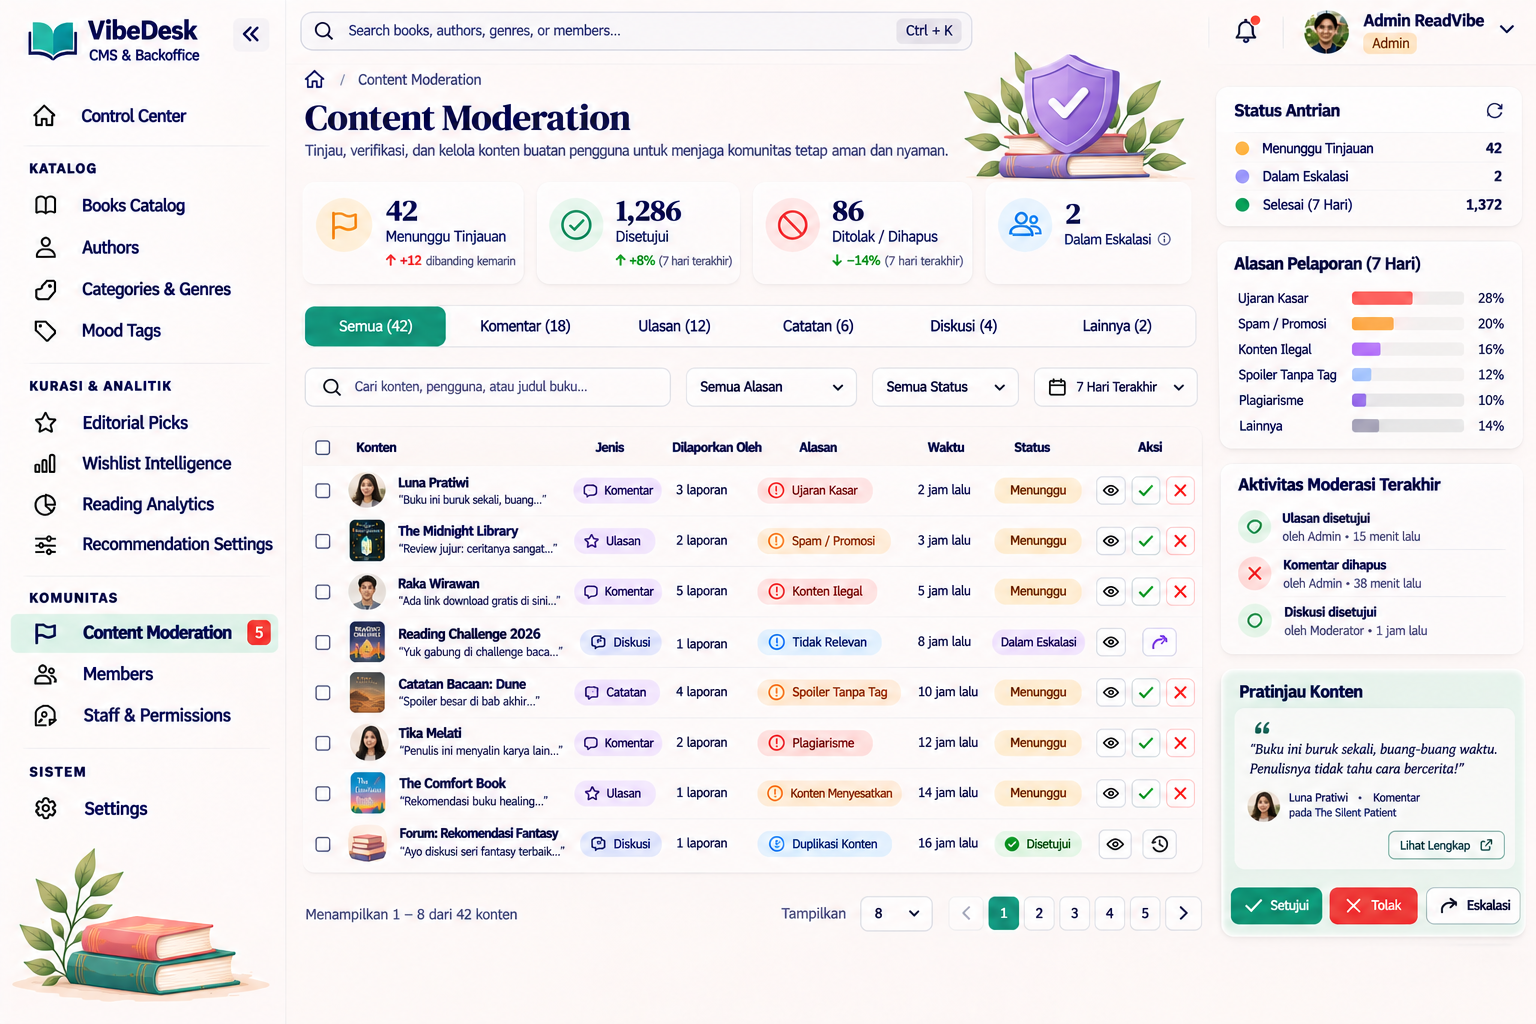 VibeDesk
CMS & Backoffice
Control Center
KATALOG
Books Catalog
Authors
Categories & Genres
Mood Tags
KURASI & ANALITIK
Editorial Picks
Wishlist Intelligence
Reading Analytics
Recommendation Settings
KOMUNITAS
Content Moderation 5
Members
Staff & Permissions
SISTEM
Settings
Search books, authors, genres, or members... Ctrl + K
Admin ReadVibe
Admin
/ Content Moderation
Content Moderation
Tinjau, verifikasi, dan kelola konten buatan pengguna untuk menjaga komunitas tetap aman dan nyaman.
42
Menunggu Tinjauan
+12 dibanding kemarin
1,286
Disetujui
+8% (7 hari terakhir)
86
Ditolak / Dihapus
−14% (7 hari terakhir)
2
Dalam Eskalasi
Semua (42) Komentar (18) Ulasan (12) Catatan (6) Diskusi (4) Lainnya (2)
Cari konten, pengguna, atau judul buku... Semua Alasan Semua Status 7 Hari Terakhir
Konten Jenis Dilaporkan Oleh Alasan Waktu Status Aksi
Luna Pratiwi
“Buku ini buruk sekali, buang...” Komentar 3 laporan Ujaran Kasar 2 jam lalu Menunggu
The Midnight Library
“Review jujur: ceritanya sangat...” Ulasan 2 laporan Spam / Promosi 3 jam lalu Menunggu
Raka Wirawan
“Ada link download gratis di sini...” Komentar 5 laporan Konten Ilegal 5 jam lalu Menunggu
Reading Challenge 2026
“Yuk gabung di challenge baca...” Diskusi 1 laporan Tidak Relevan 8 jam lalu Dalam Eskalasi
Catatan Bacaan: Dune
“Spoiler besar di bab akhir...” Catatan 4 laporan Spoiler Tanpa Tag 10 jam lalu Menunggu
Tika Melati
“Penulis ini menyalin karya lain...” Komentar 2 laporan Plagiarisme 12 jam lalu Menunggu
The Comfort Book
“Rekomendasi buku healing...” Ulasan 1 laporan Konten Menyesatkan 14 jam lalu Menunggu
Forum: Rekomendasi Fantasy
“Ayo diskusi seri fantasy terbaik...” Diskusi 1 laporan Duplikasi Konten 16 jam lalu Disetujui
Menampilkan 1 – 8 dari 42 konten
Tampilkan 8 1 2 3 4 5
Status Antrian
Menunggu Tinjauan 42
Dalam Eskalasi 2
Selesai (7 Hari) 1,372
Alasan Pelaporan (7 Hari)
Ujaran Kasar 28%
Spam / Promosi 20%
Konten Ilegal 16%
Spoiler Tanpa Tag 12%
Plagiarisme 10%
Lainnya 14%
Aktivitas Moderasi Terakhir
Ulasan disetujui
oleh Admin • 15 menit lalu
Komentar dihapus
oleh Admin • 38 menit lalu
Diskusi disetujui
oleh Moderator • 1 jam lalu
Pratinjau Konten
“Buku ini buruk sekali, buang-buang waktu.
Penulisnya tidak tahu cara bercerita!”
Luna Pratiwi • Komentar
pada The Silent Patient
Lihat Lengkap
Setujui Tolak Eskalasi